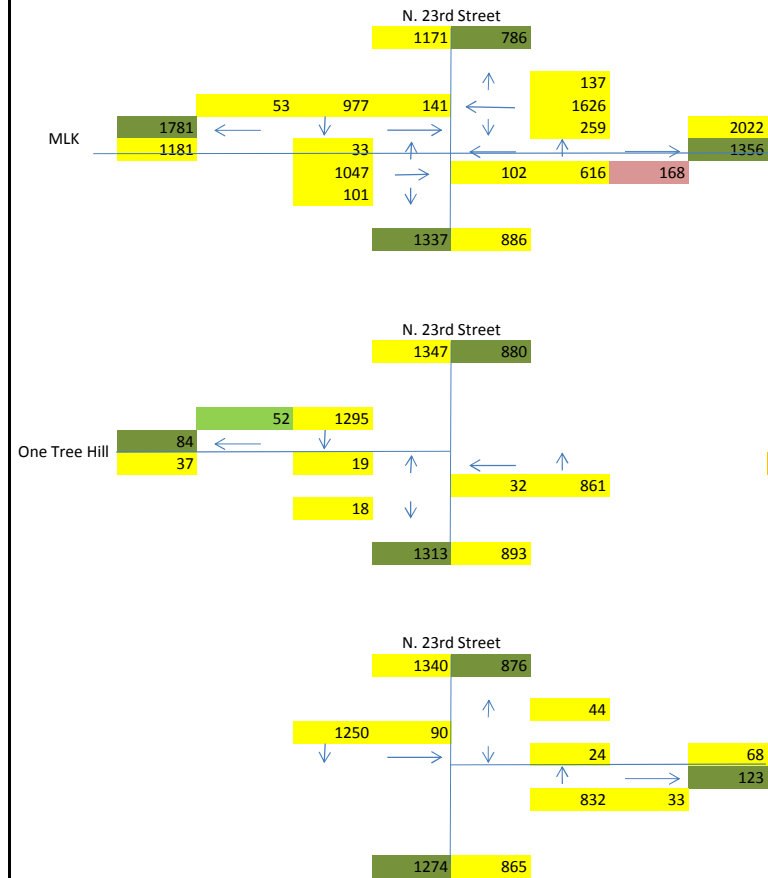 N. 23rd Street
1171 786
137
53 977 141 1626
1781 259 2022
MLK
1181 33 1356
1047 102 616 168
101
1337 886
N. 23rd Street
1347 880
52 1295
84
One Tree Hill
37 19
32 861
18
1313 893
N. 23rd Street
1340 876
44
1250 90
24 68
123
832 33
1274 865